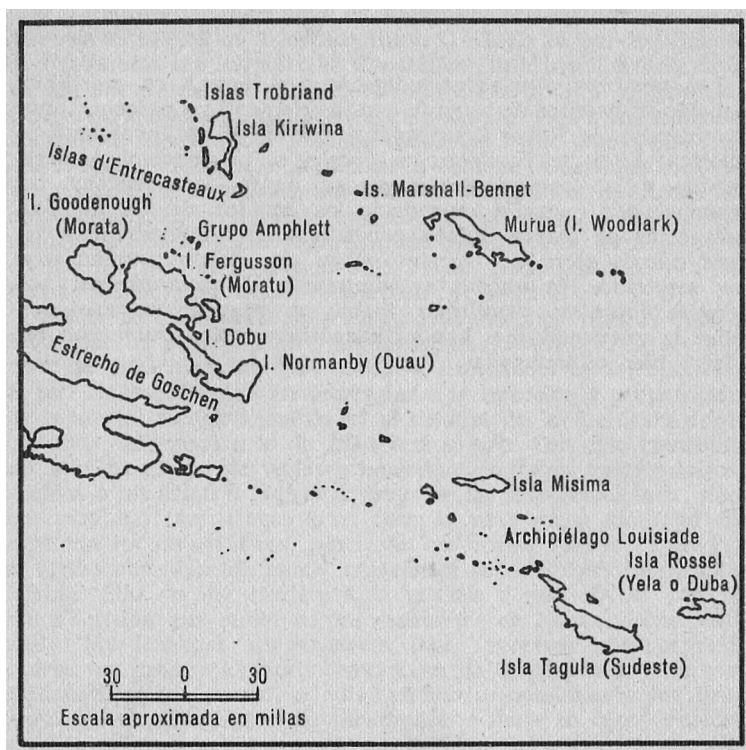 Islas Trobriand
Isla Kiriwina
Islas d'Entrecasteaux
Is. Marshall-Bennet
I. Goodenough
(Morata)
Murua (I. Woodlark)
Grupo Amphlett
I. Fergusson
(Moratu)
I. Dobu
I. Normanby (Duau)
Estrecho de Goschen
Isla Misima
Archipiélago Louisiade
Isla Rossel
(Yela o Duba)
Isla Tagula (Sudeste)
30 0 30
Escala aproximada en millas